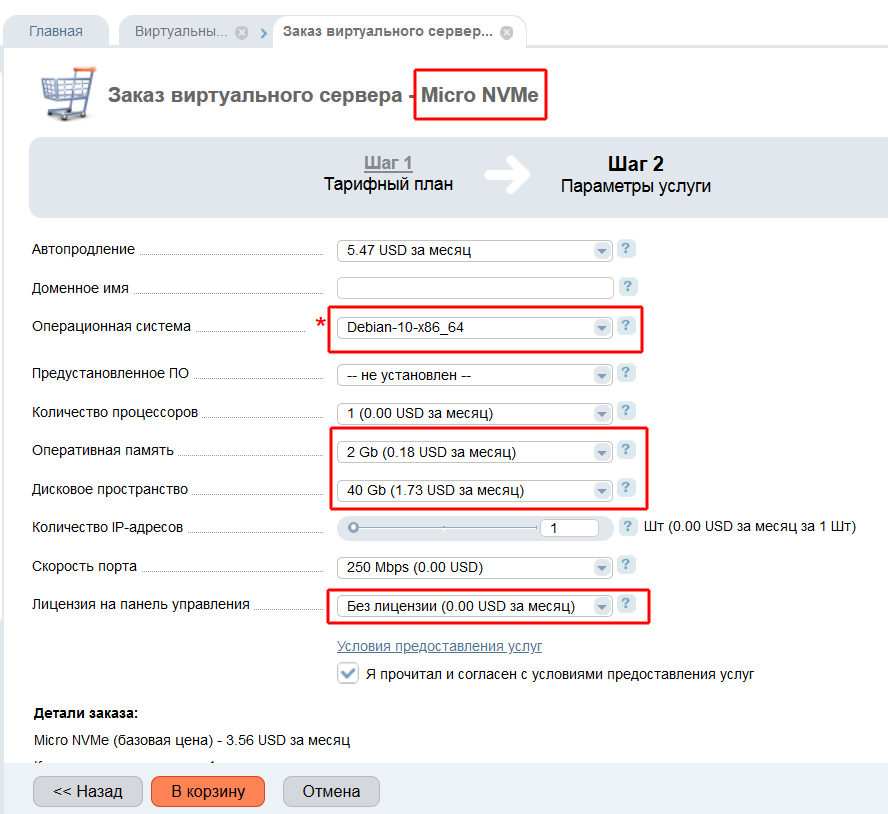 Главная
Виртуальны...
Заказ виртуального сервер...
Заказ виртуального сервера - Micro NVMe
Шаг 1
Тарифный план
Шаг 2
Параметры услуги
Автопродление 5.47 USD за месяц ?
Доменное имя ?
Операционная система * Debian-10-x86_64 ?
Предустановленное ПО -- не установлен -- ?
Количество процессоров 1 (0.00 USD за месяц) ?
Оперативная память 2 Gb (0.18 USD за месяц) ?
Дисковое пространство 40 Gb (1.73 USD за месяц) ?
Количество IP-адресов 1 ? Шт (0.00 USD за месяц за 1 Шт)
Скорость порта 250 Mbps (0.00 USD) ?
Лицензия на панель управления Без лицензии (0.00 USD за месяц) ?
Условия предоставления услуг
Я прочитал и согласен с условиями предоставления услуг
Детали заказа:
Micro NVMe (базовая цена) - 3.56 USD за месяц
<< Назад
В корзину
Отмена